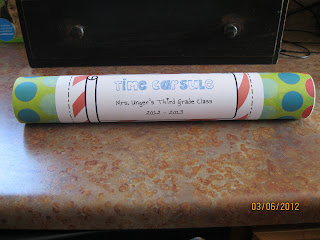 Time Capsule
Mrs. Unger's Third Grade Class
2012 - 2013
03/06/2012